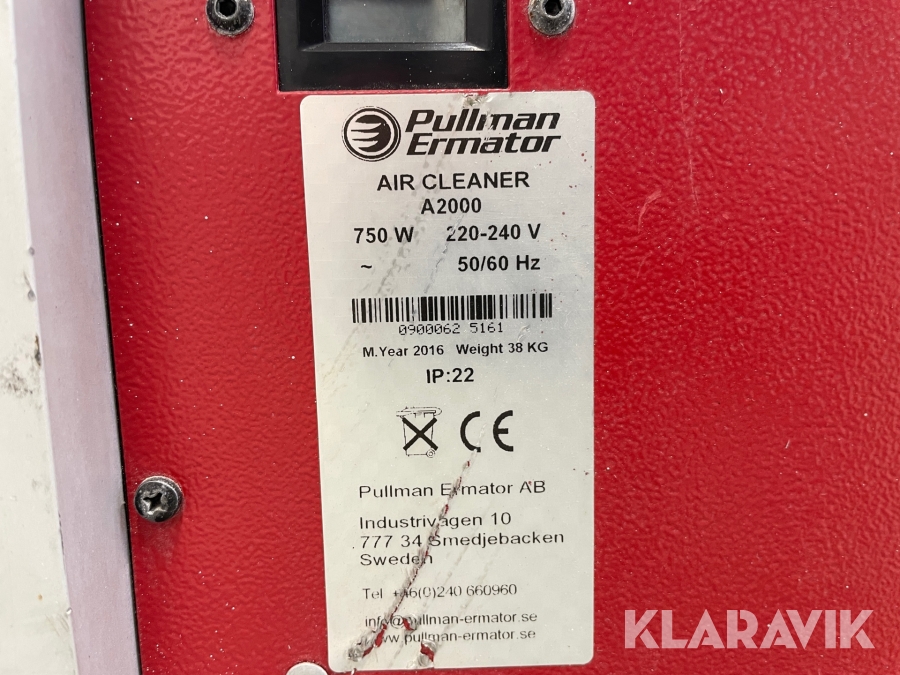 Pullman
Ermator
AIR CLEANER
A2000
750 W 220-240 V
~ 50/60 Hz
0900062 5161
M.Year 2016 Weight 38 KG
IP:22
CE
Pullman Ermator AB
Industrivägen 10
777 34 Smedjebacken
Sweden
Tel +46(0)240 660960
info@pullman-ermator.se
www.pullman-ermator.se
KLARAVIK